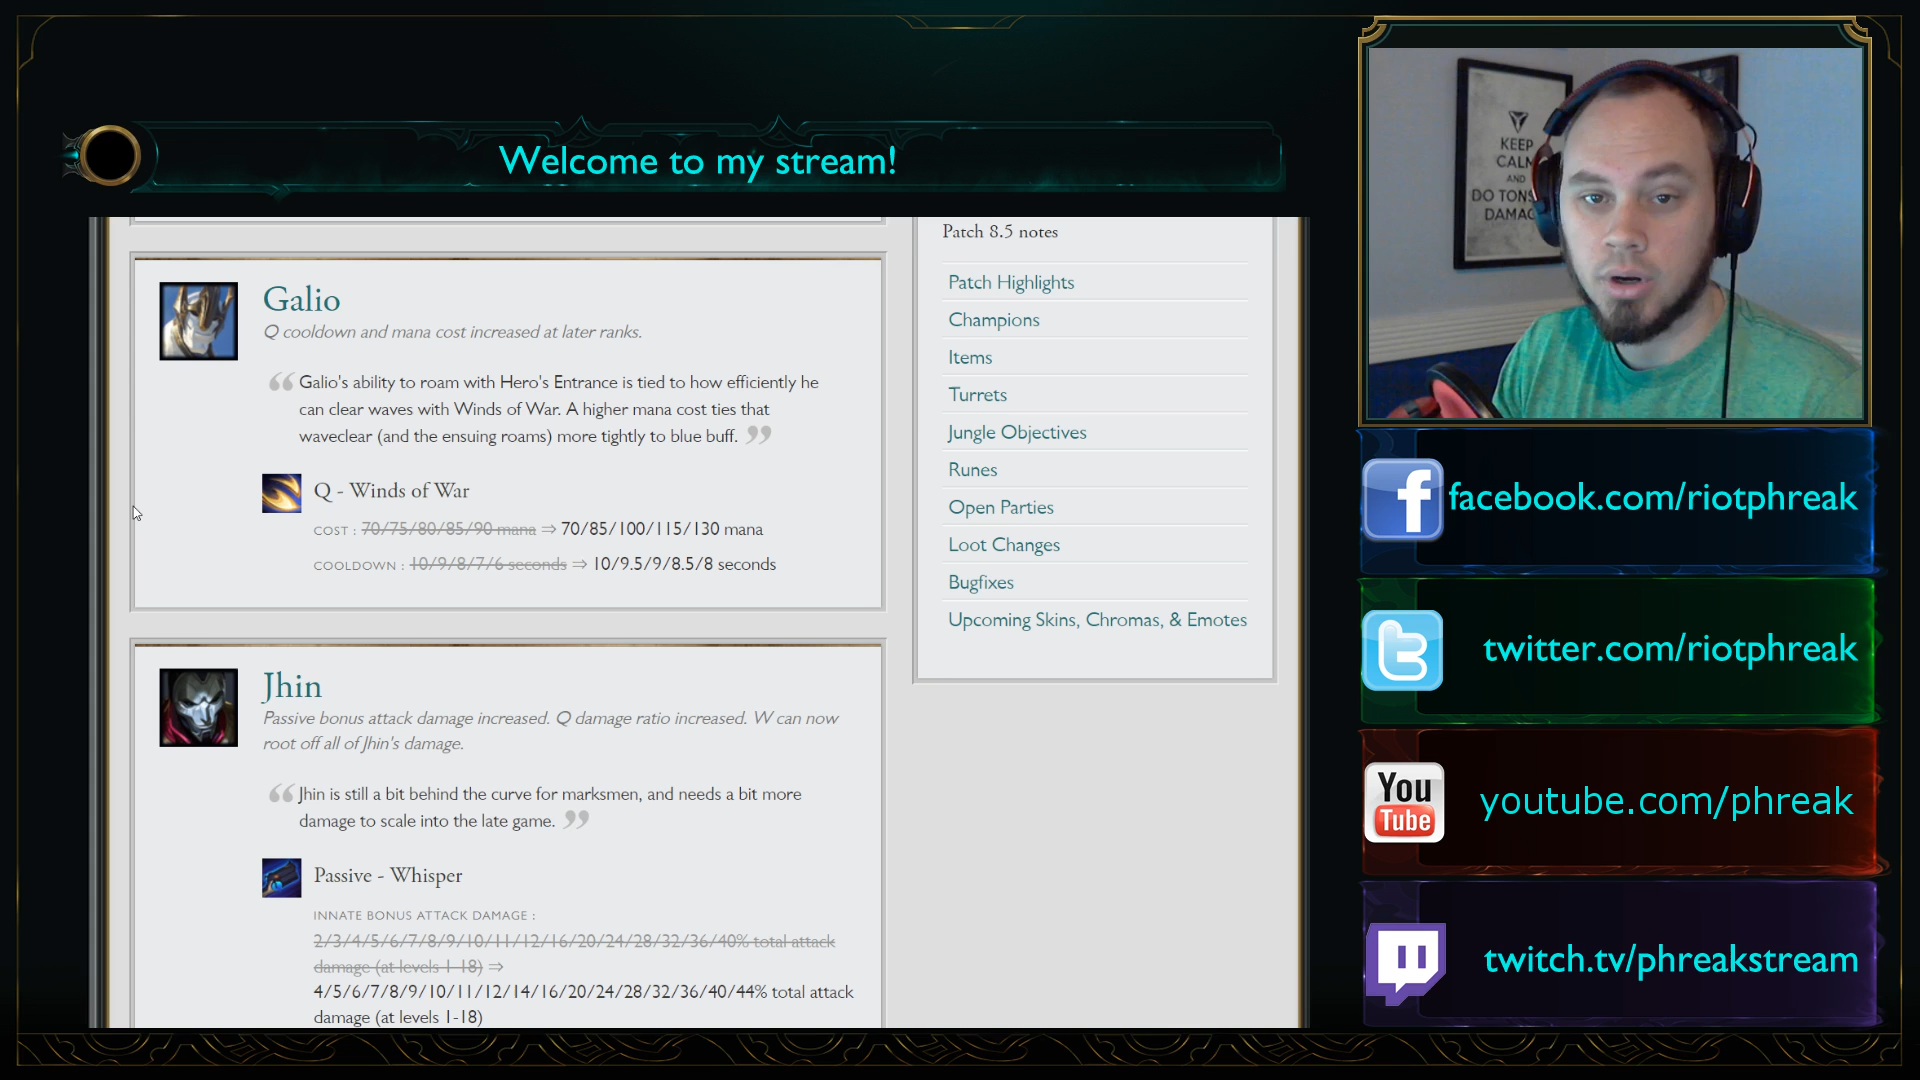 Welcome to my stream!
Galio
Q cooldown and mana cost increased at later ranks.
“Galio's ability to roam with Hero's Entrance is tied to how efficiently he
can clear waves with Winds of War. A higher mana cost ties that
waveclear (and the ensuing roams) more tightly to blue buff.”
Q - Winds of War
COST : 70/75/80/85/90 mana ⇒ 70/85/100/115/130 mana
COOLDOWN : 10/9/8/7/6 seconds ⇒ 10/9.5/9/8.5/8 seconds
Jhin
Passive bonus attack damage increased. Q damage ratio increased. W can now
root off all of Jhin's damage.
“Jhin is still a bit behind the curve for marksmen, and needs a bit more
damage to scale into the late game.”
Passive - Whisper
INNATE BONUS ATTACK DAMAGE :
2/3/4/5/6/7/8/9/10/11/12/16/20/24/28/32/36/40% total attack
damage (at levels 1-18) ⇒
4/5/6/7/8/9/10/11/12/14/16/20/24/28/32/36/40/44% total attack
damage (at levels 1-18)
Patch 8.5 notes
Patch Highlights
Champions
Items
Turrets
Jungle Objectives
Runes
Open Parties
Loot Changes
Bugfixes
Upcoming Skins, Chromas, & Emotes
KEEP
CALM
AND
DO TONS
DAMAG
facebook.com/riotphreak
twitter.com/riotphreak
You
Tube
youtube.com/phreak
twitch.tv/phreakstream